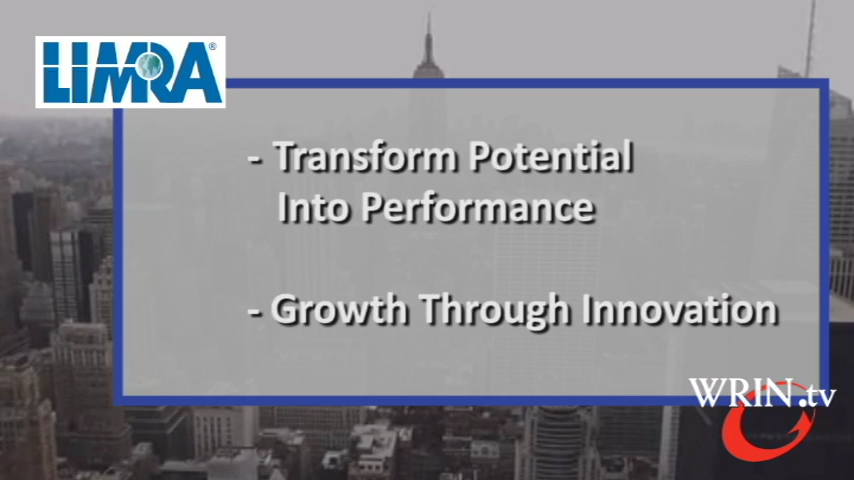 LIMRA®
- Transform Potential
Into Performance
- Growth Through Innovation
WRIN.tv